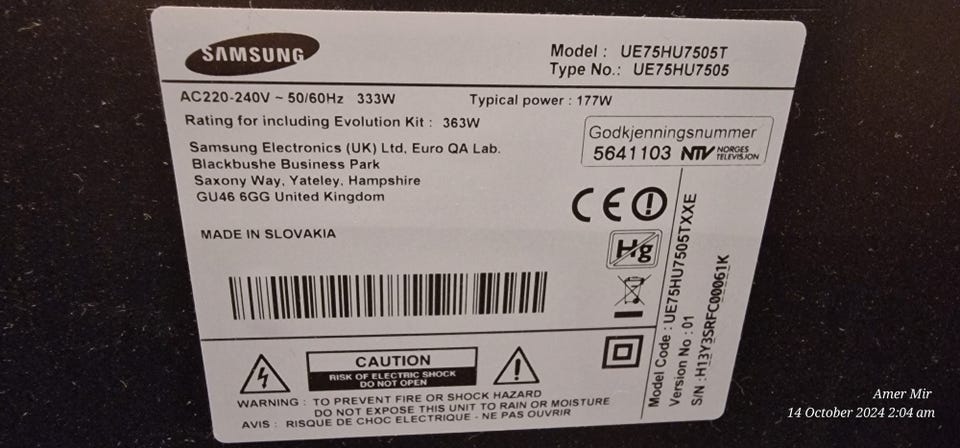 SAMSUNG
Model : UE75HU7505T
Type No.: UE75HU7505
AC220-240V ~ 50/60Hz 333W
Typical power : 177W
Rating for including Evolution Kit : 363W
Samsung Electronics (UK) Ltd, Euro QA Lab.
Blackbushe Business Park
Saxony Way, Yateley, Hampshire
GU46 6GG United Kingdom
MADE IN SLOVAKIA
Godkjenningsnummer
5641103 NTV NORGES
TELEVISJON
CE
Hg
Model Code : UE75HU7505TXXE
Version No : 01
S/N : H13Y3SRFC00061K
CAUTION
RISK OF ELECTRIC SHOCK
DO NOT OPEN
WARNING : TO PREVENT FIRE OR SHOCK HAZARD
DO NOT EXPOSE THIS UNIT TO RAIN OR MOISTURE
AVIS : RISQUE DE CHOC ELECTRIQUE - NE PAS OUVRIR
Amer Mir
14 October 2024 2:04 am